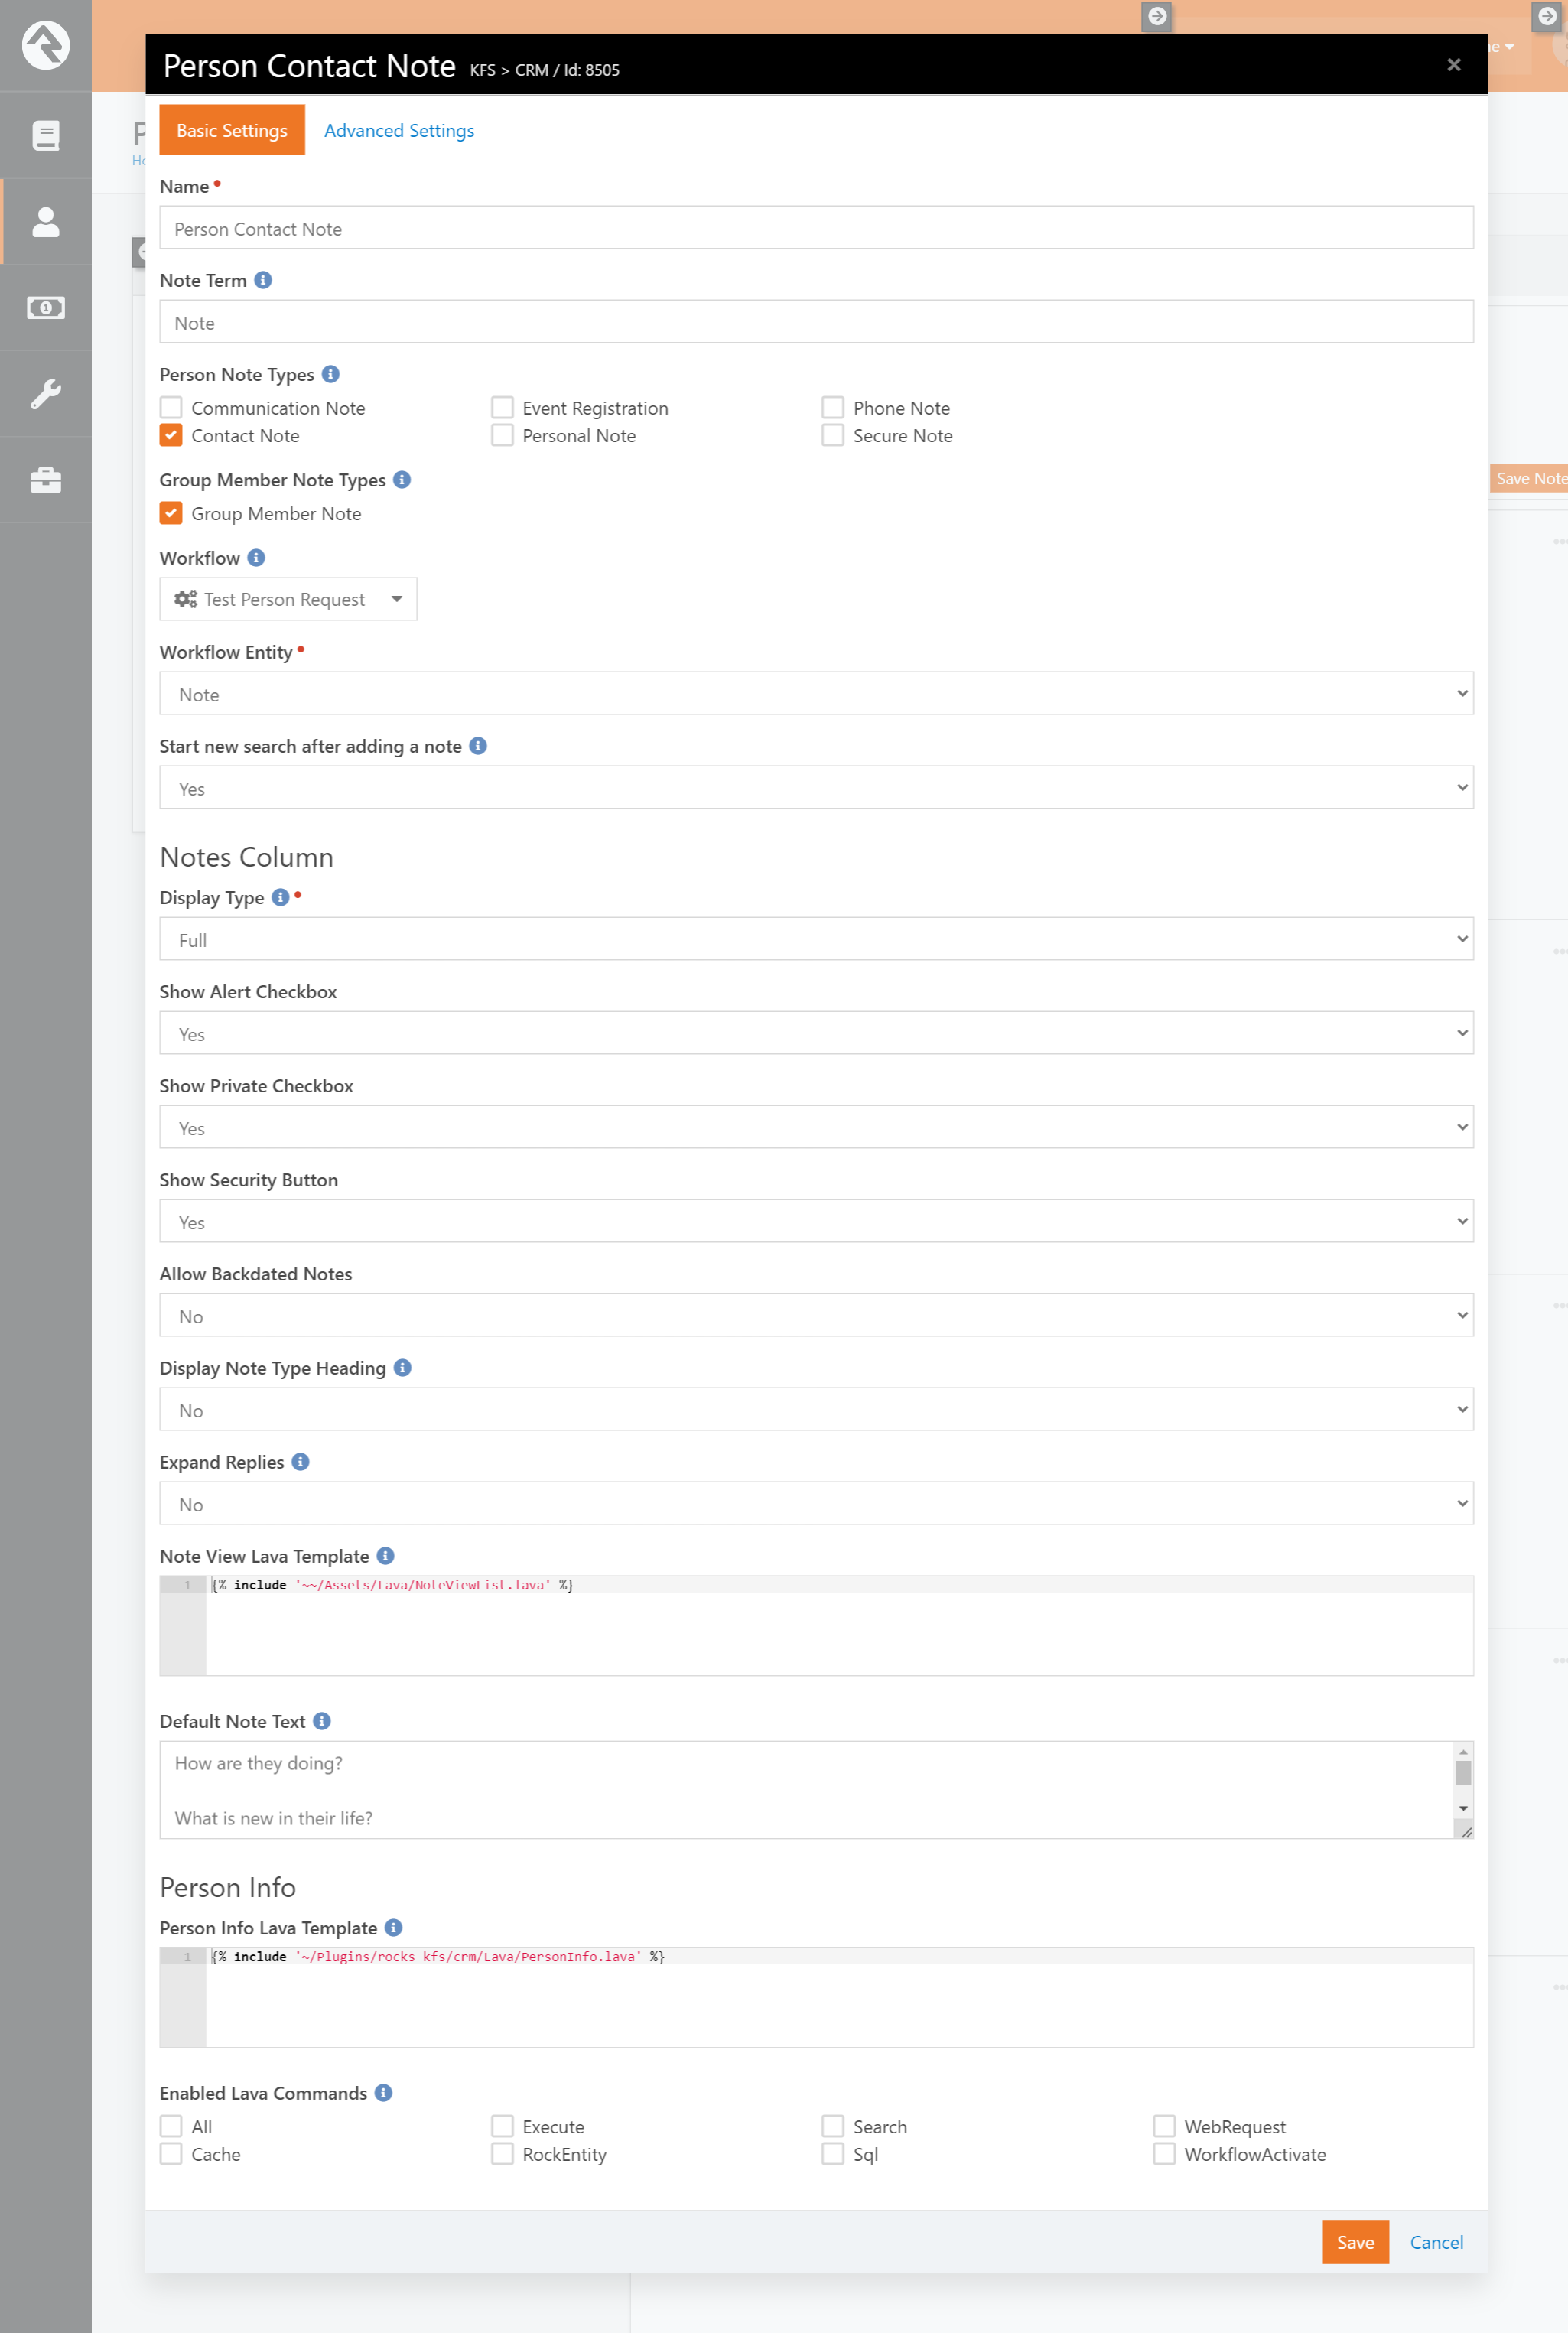 Person Contact Note KFS > CRM / Id: 8505
Basic Settings Advanced Settings
Name
Person Contact Note
Note Term
Note
Person Note Types
Communication Note Event Registration Phone Note
Contact Note Personal Note Secure Note
Group Member Note Types
Group Member Note
Save Note
Workflow
Test Person Request
Workflow Entity
Note
Start new search after adding a note
Yes
Notes Column
Display Type
Full
Show Alert Checkbox
Yes
Show Private Checkbox
Yes
Show Security Button
Yes
Allow Backdated Notes
No
Display Note Type Heading
No
Expand Replies
No
Note View Lava Template
1 {% include '~~/Assets/Lava/NoteViewList.lava' %}
Default Note Text
How are they doing?
What is new in their life?
Person Info
Person Info Lava Template
1 {% include '~/Plugins/rocks_kfs/crm/Lava/PersonInfo.lava' %}
Enabled Lava Commands
All Execute Search WebRequest
Cache RockEntity Sql WorkflowActivate
Save Cancel